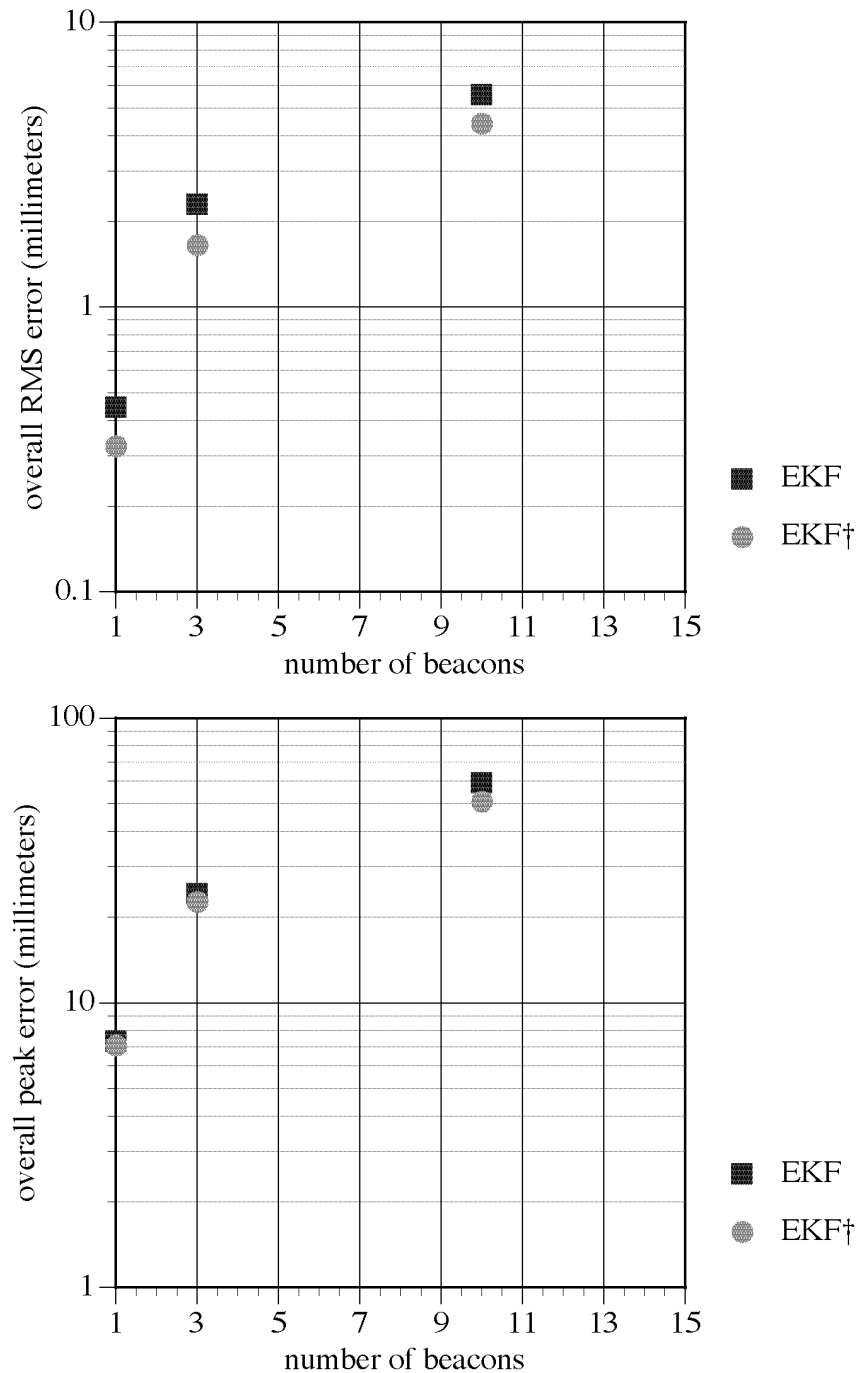 10
1
0.1
overall RMS error (millimeters)
1 3 5 7 9 11 13 15
number of beacons
EKF
EKF†
100
10
1
overall peak error (millimeters)
1 3 5 7 9 11 13 15
number of beacons
EKF
EKF†